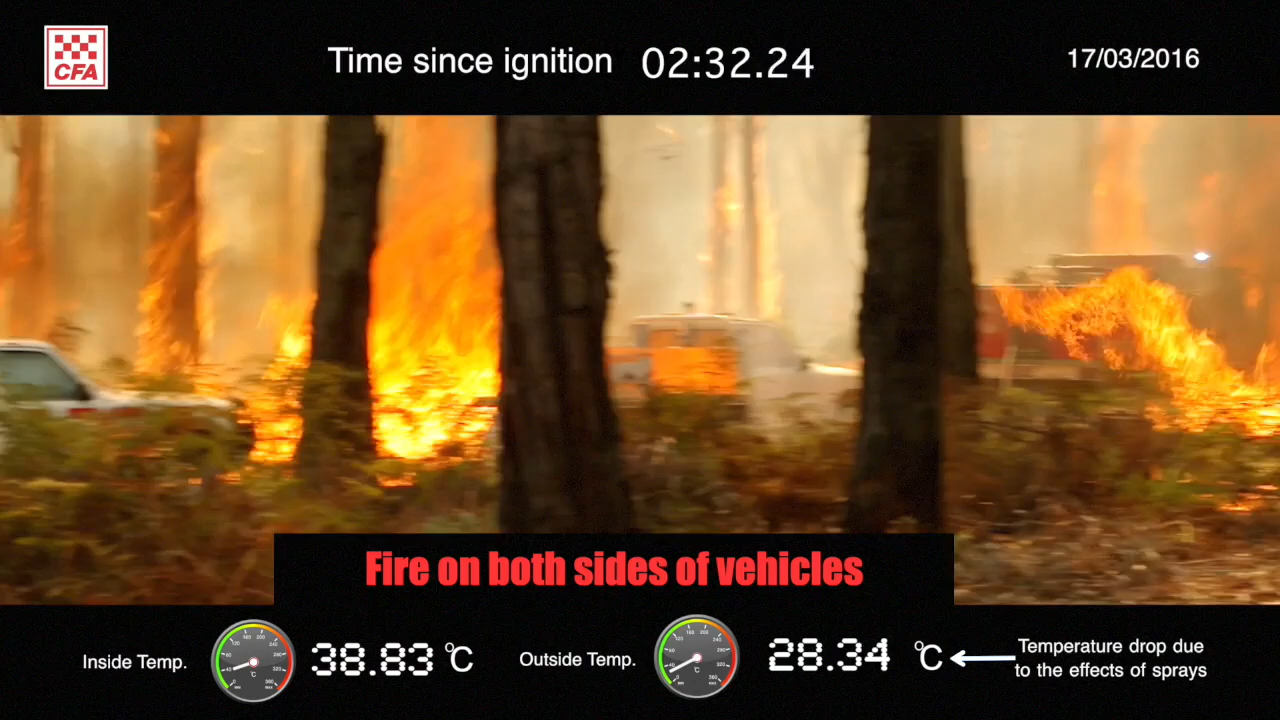 CFA
Time since ignition 02:32.24
17/03/2016
Fire on both sides of vehicles
Inside Temp.
38.83 °C
Outside Temp.
28.34 °C
Temperature drop due
to the effects of sprays